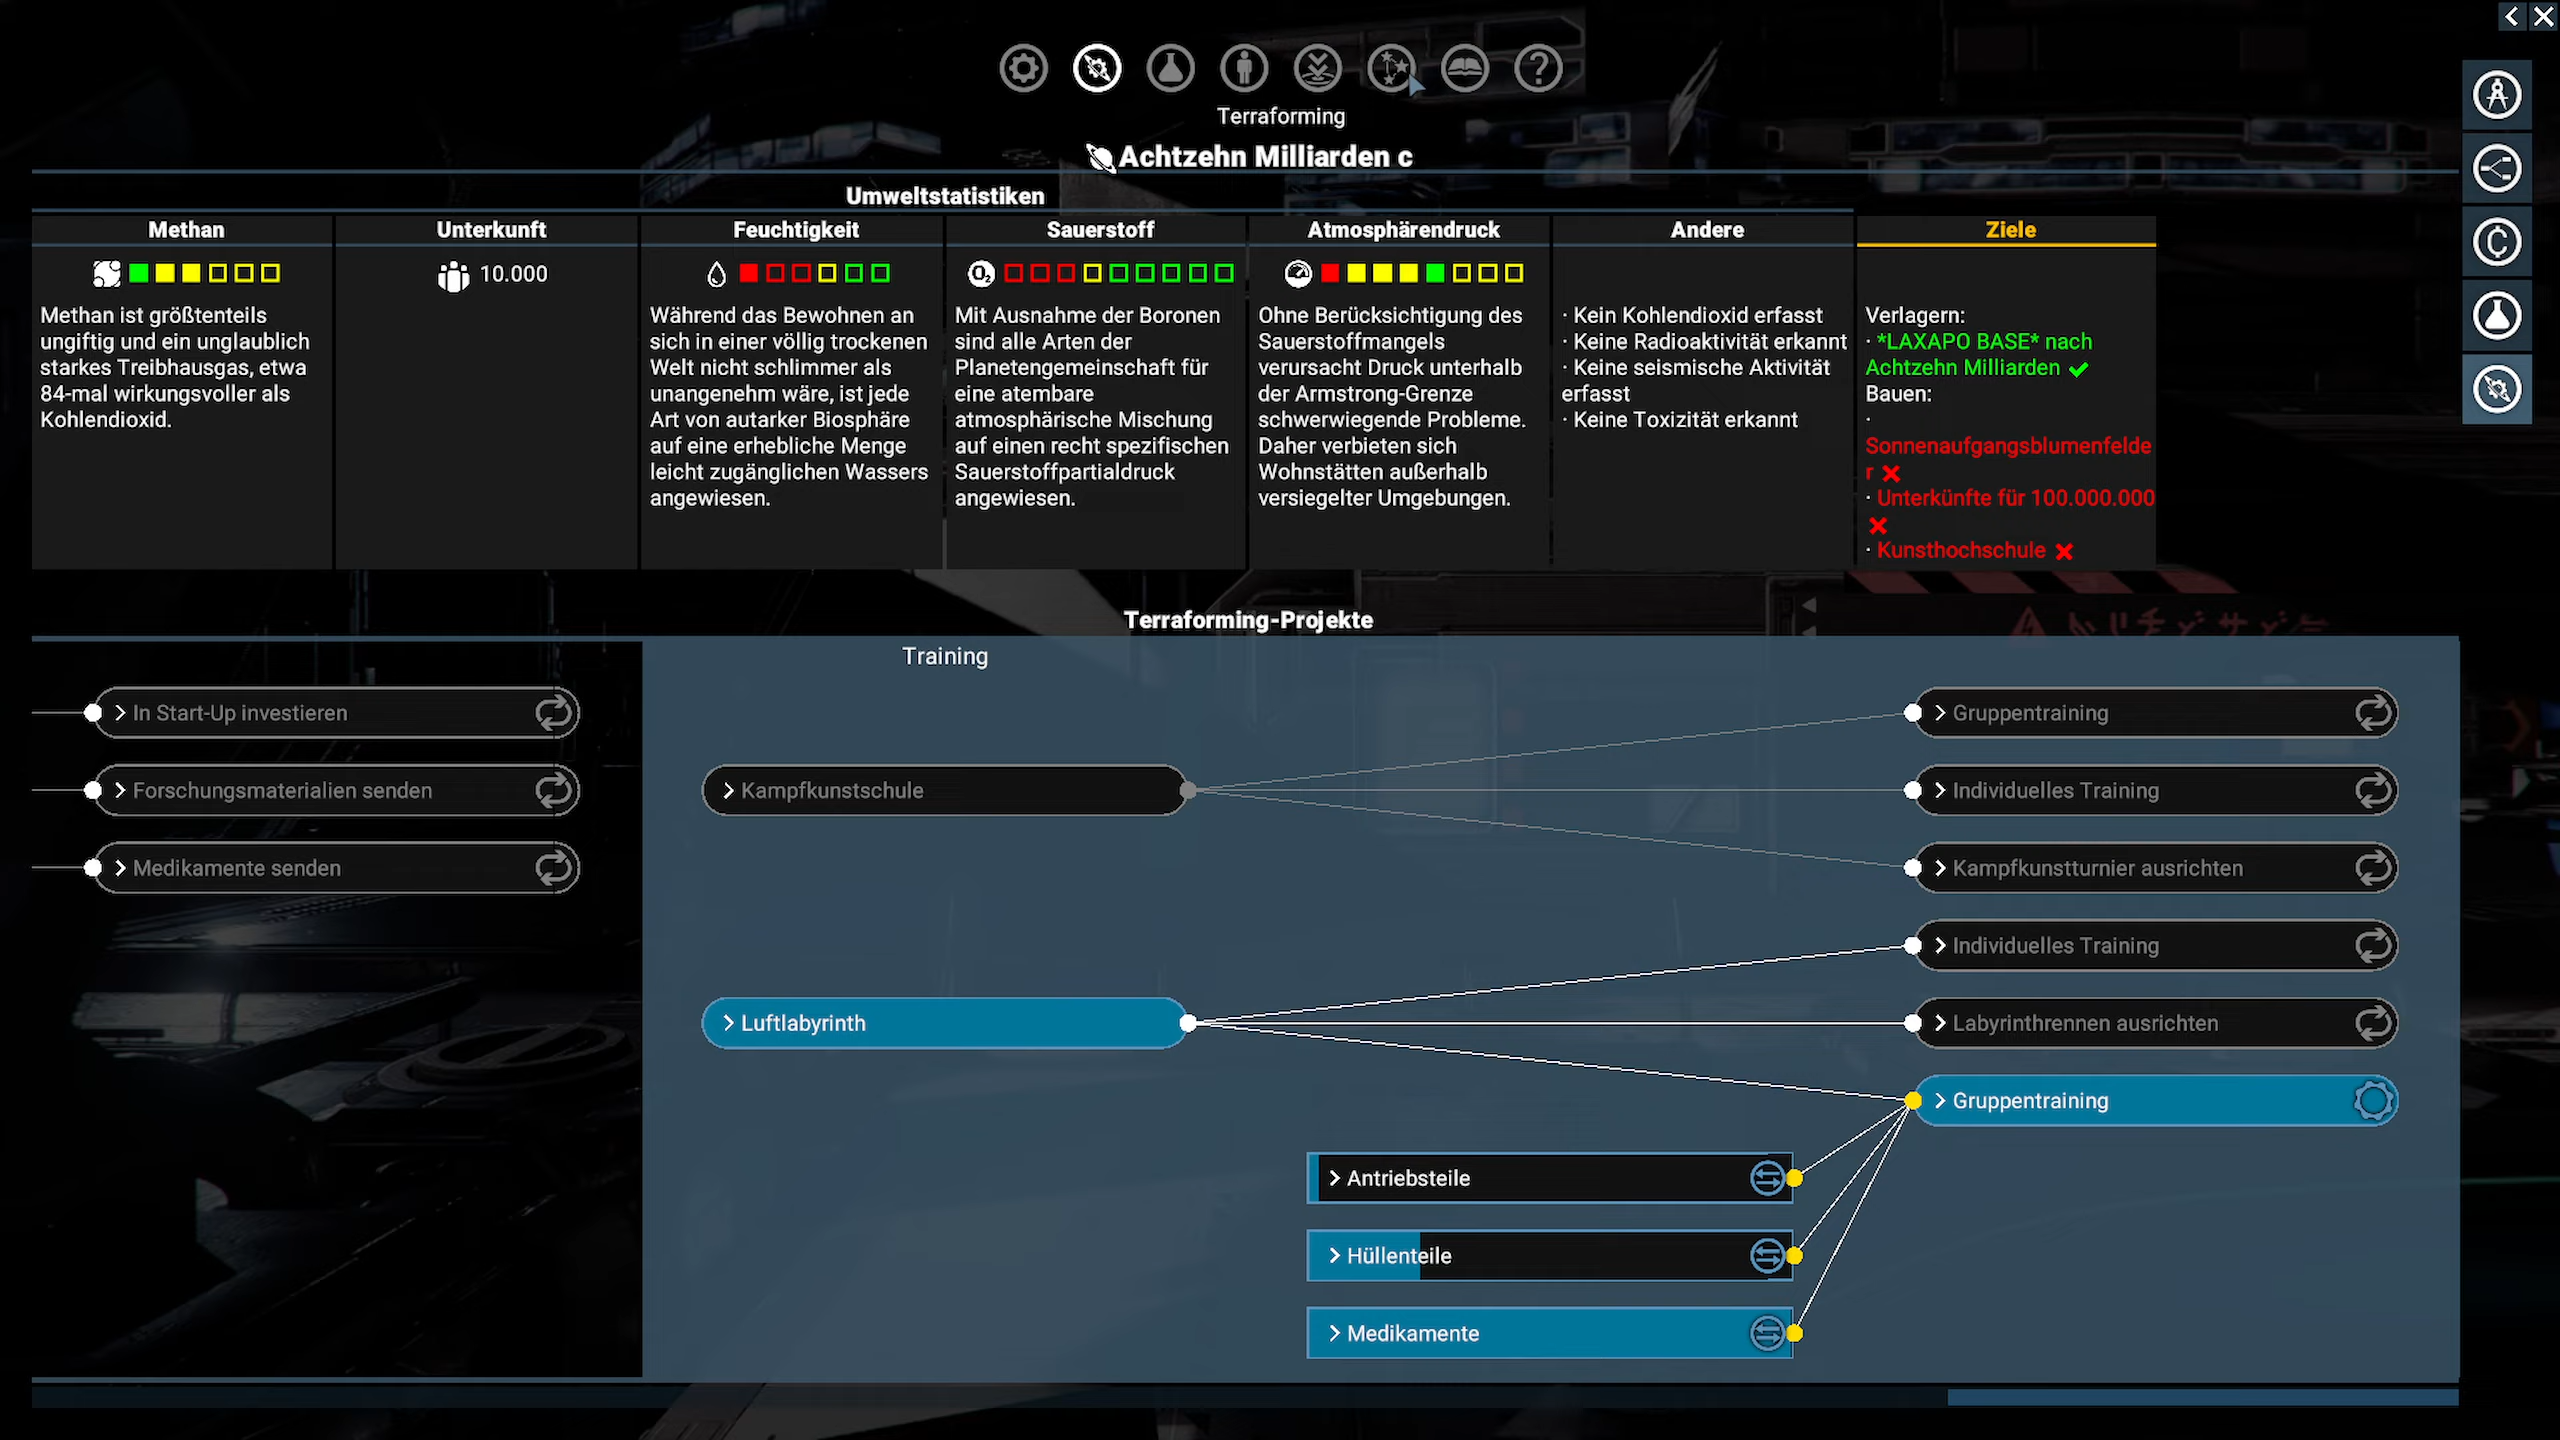 Terraforming
Achtzehn Milliarden c
Umweltstatistiken
Methan
Methan ist größtenteils
ungiftig und ein unglaublich
starkes Treibhausgas, etwa
84-mal wirkungsvoller als
Kohlendioxid.
Unterkunft
10.000
Feuchtigkeit
Während das Bewohnen an
sich in einer völlig trockenen
Welt nicht schlimmer als
unangenehm wäre, ist jede
Art von autarker Biosphäre
auf eine erhebliche Menge
leicht zugänglichen Wassers
angewiesen.
Sauerstoff
O₂
Mit Ausnahme der Boronen
sind alle Arten der
Planetengemeinschaft für
eine atembare
atmosphärische Mischung
auf einen recht spezifischen
Sauerstoffpartialdruck
angewiesen.
Atmosphärendruck
Ohne Berücksichtigung des
Sauerstoffmangels
verursacht Druck unterhalb
der Armstrong-Grenze
schwerwiegende Probleme.
Daher verbieten sich
Wohnstätten außerhalb
versiegelter Umgebungen.
Andere
· Kein Kohlendioxid erfasst
· Keine Radioaktivität erkannt
· Keine seismische Aktivität
erfasst
· Keine Toxizität erkannt
Ziele
Verlagern:
· *LAXAPO BASE* nach
Achtzehn Milliarden ✓
Bauen:
·
Sonnenaufgangsblumenfelde
r ✗
· Unterkünfte für 100.000.000
✗
· Kunsthochschule ✗
Terraforming-Projekte
In Start-Up investieren
Forschungsmaterialien senden
Medikamente senden
Training
Kampfkunstschule
Luftlabyrinth
Gruppentraining
Individuelles Training
Kampfkunstturnier ausrichten
Individuelles Training
Labyrinthrennen ausrichten
Gruppentraining
Antriebsteile
Hüllenteile
Medikamente